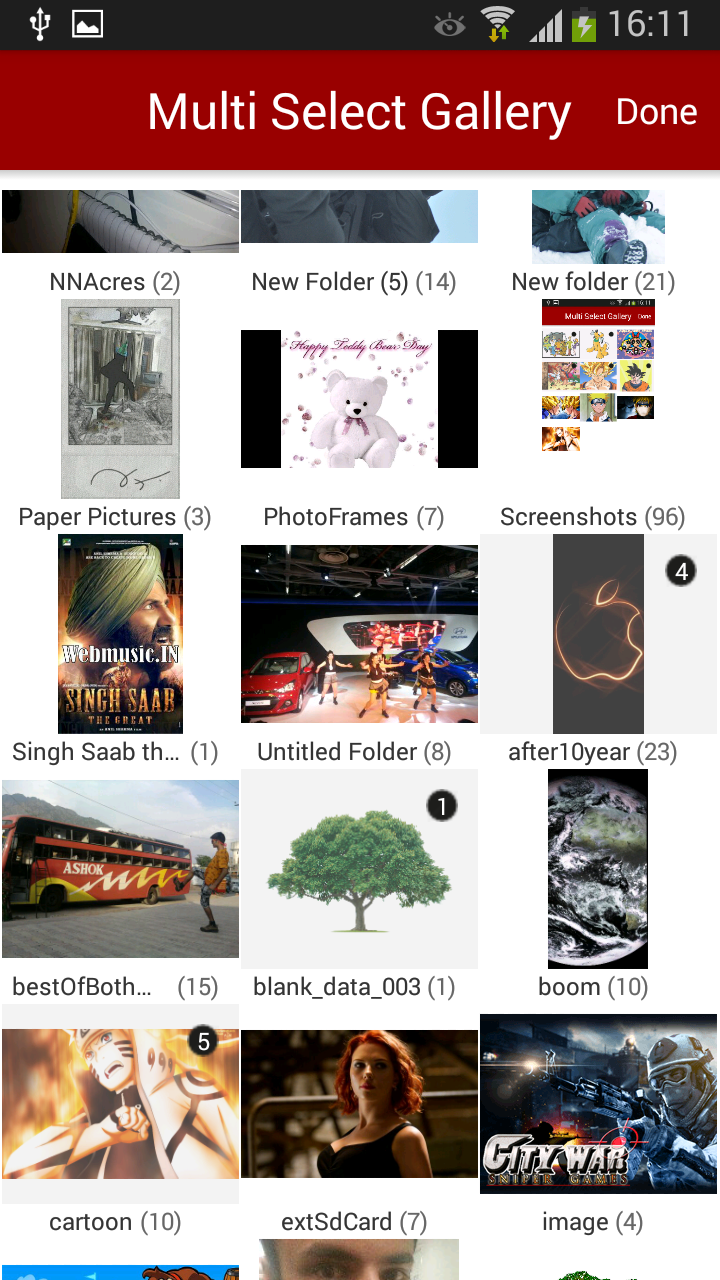 16:11
Multi Select Gallery Done
NNAcres (2) New Folder (5) (14) New folder (21)
Happy Teddy Bear Day
16:11
Multi Select Gallery Done
Paper Pictures (3) PhotoFrames (7) Screenshots (96)
4
Webmusic.IN
SINGH SAAB
THE GREAT
Singh Saab th... (1) Untitled Folder (8) after10year (23)
1
ASHOK
bestOfBoth... (15) blank_data_003 (1) boom (10)
5
CITY WAR
SNIPER GAMES
cartoon (10) extSdCard (7) image (4)